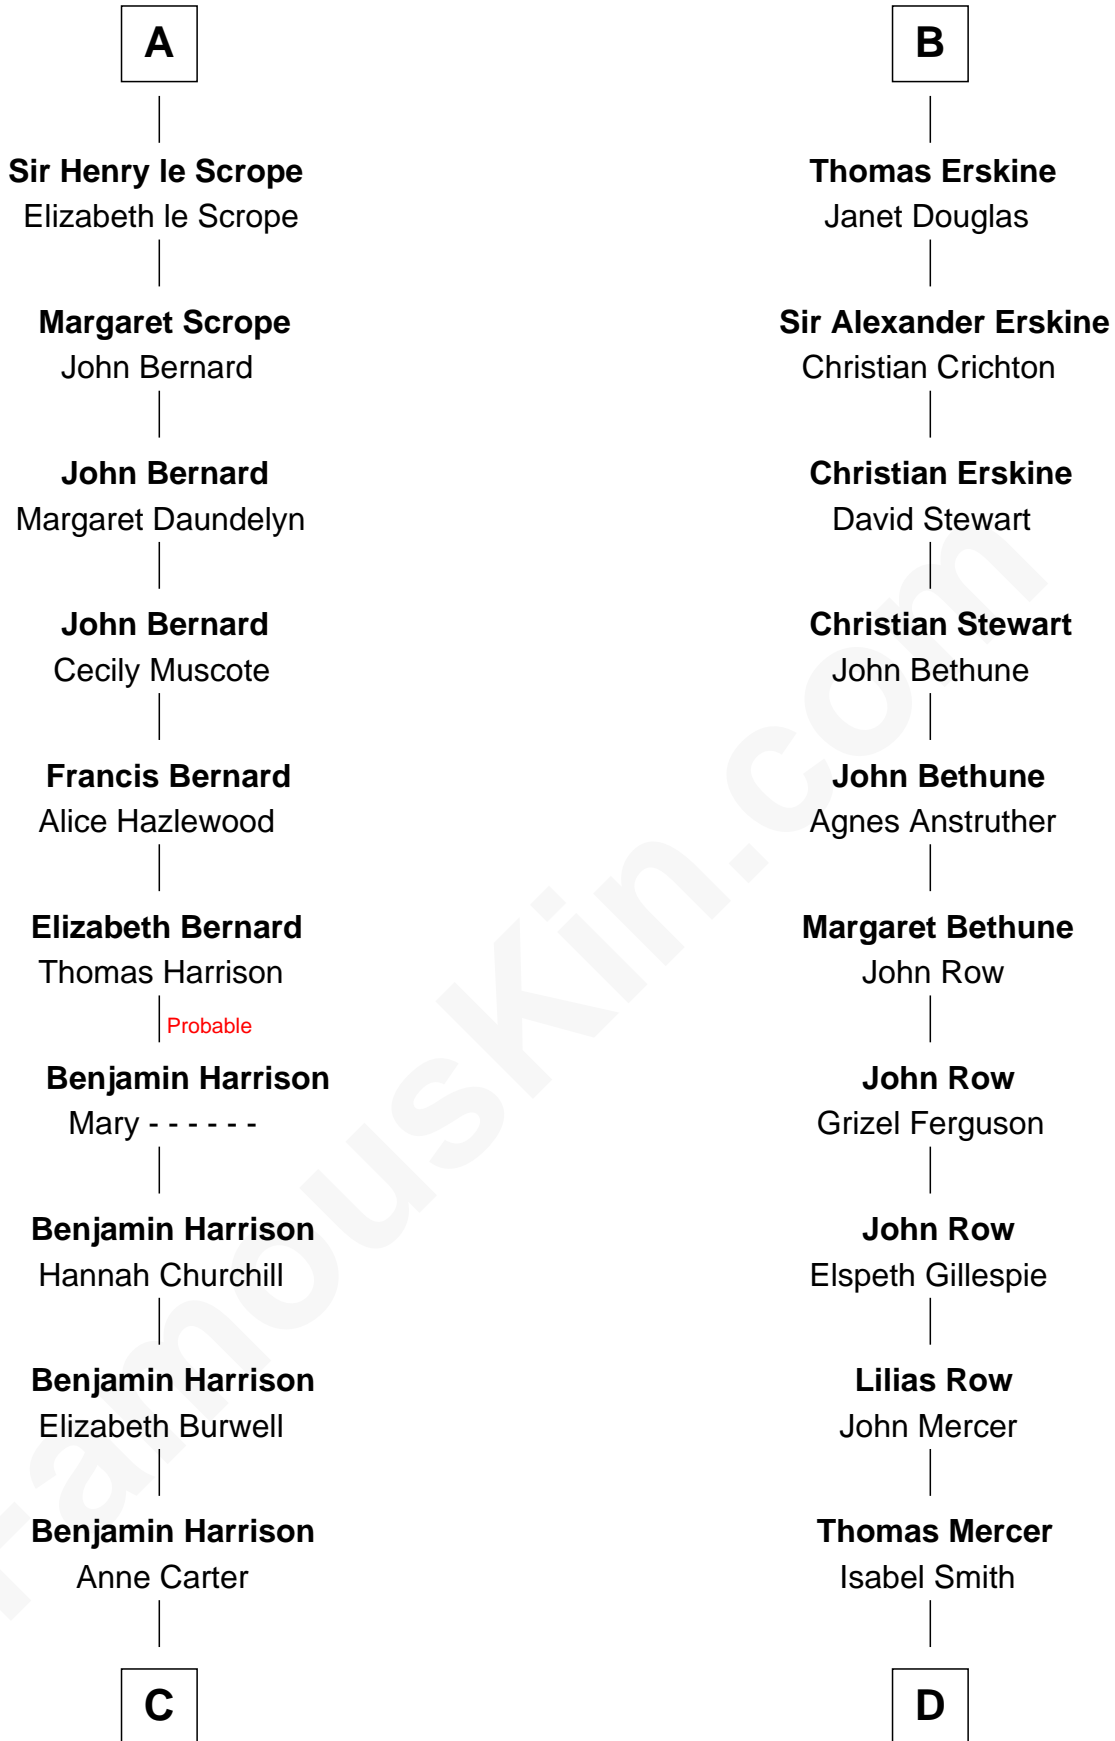 A
Sir Henry le Scrope
Elizabeth le Scrope
Margaret Scrope
John Bernard
John Bernard
Margaret Daundelyn
John Bernard
Cecily Muscote
Francis Bernard
Alice Hazlewood
Elizabeth Bernard
Thomas Harrison
Probable
Benjamin Harrison
Mary - - - - - -
Benjamin Harrison
Hannah Churchill
Benjamin Harrison
Elizabeth Burwell
Benjamin Harrison
Anne Carter
C
B
Thomas Erskine
Janet Douglas
Sir Alexander Erskine
Christian Crichton
Christian Erskine
David Stewart
Christian Stewart
John Bethune
John Bethune
Agnes Anstruther
Margaret Bethune
John Row
John Row
Grizel Ferguson
John Row
Elspeth Gillespie
Lilias Row
John Mercer
Thomas Mercer
Isabel Smith
D
FamousKin.com